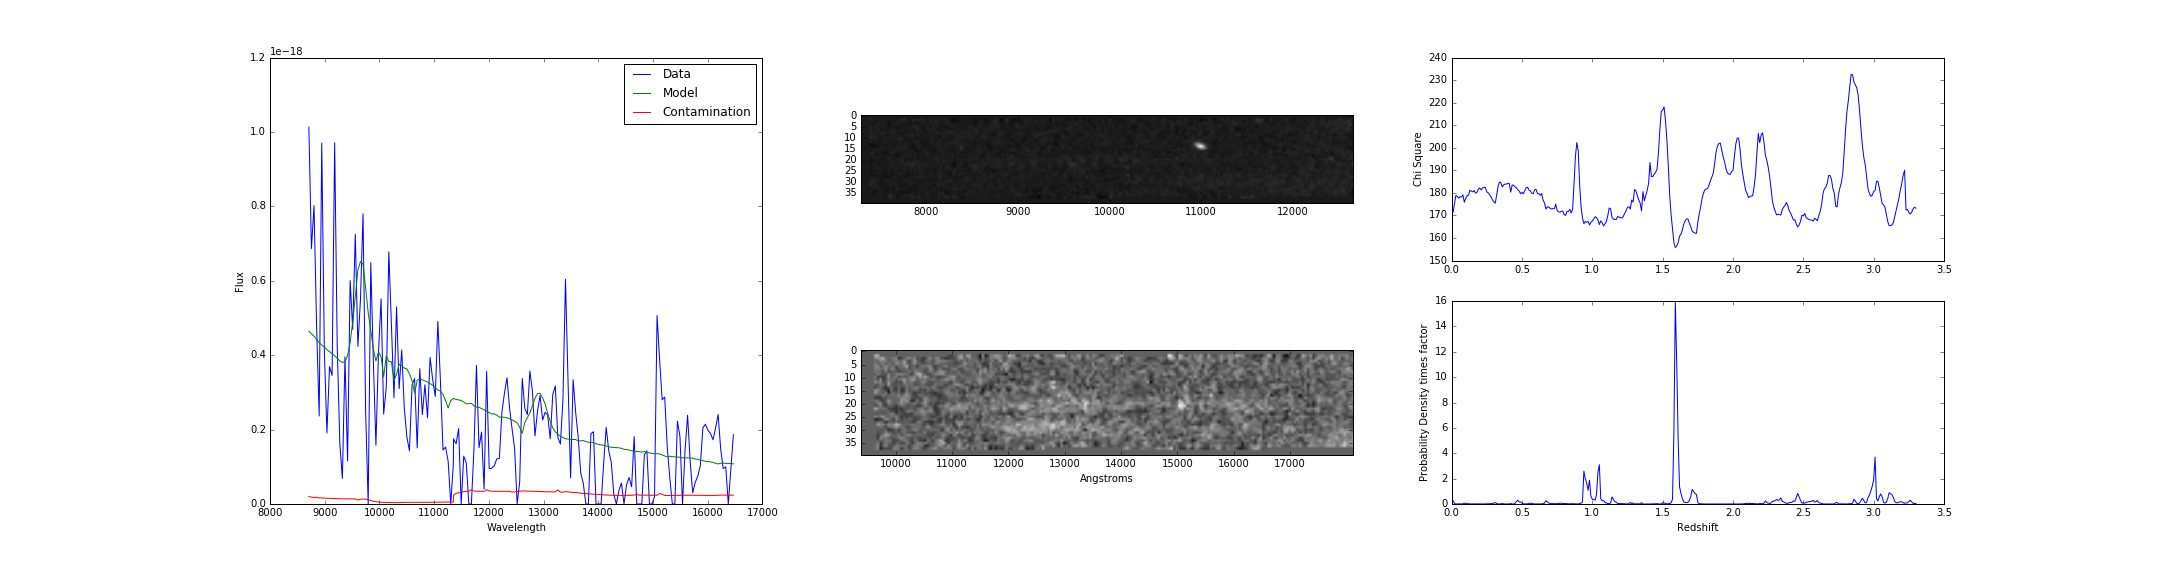 1e−18
1.2
1.0
0.8
0.6
0.4
0.2
0.0
Flux
8000 9000 10000 11000 12000 13000 14000 15000 16000 17000
Wavelength
Data
Model
Contamination
0
5
10
15
20
25
30
35
8000 9000 10000 11000 12000
0
5
10
15
20
25
30
35
10000 11000 12000 13000 14000 15000 16000 17000
Angstroms
240
230
220
210
200
190
180
170
160
150
Chi Square
0.0 0.5 1.0 1.5 2.0 2.5 3.0 3.5
16
14
12
10
8
6
4
2
0
Probability Density times factor
0.0 0.5 1.0 1.5 2.0 2.5 3.0 3.5
Redshift